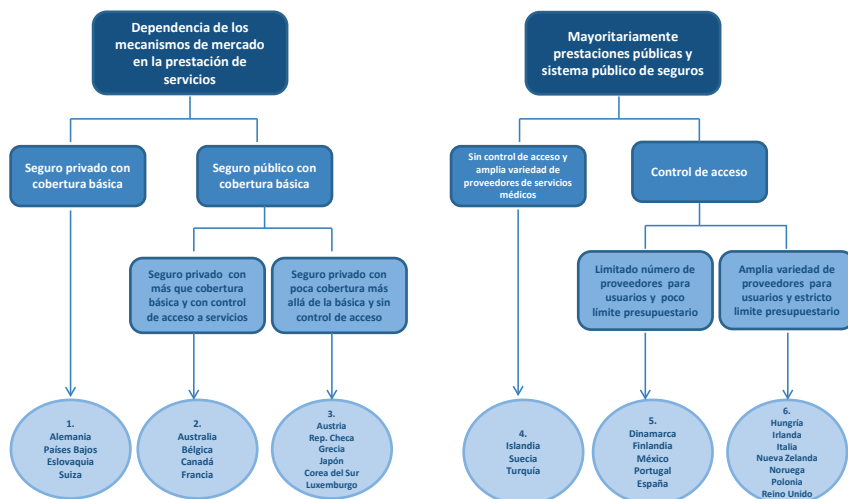 Dependencia de los
mecanismos de mercado
en la prestación de
servicios
Mayoritariamente
prestaciones públicas y
sistema público de seguros
Seguro privado con
cobertura básica
Seguro público con
cobertura básica
Sin control de acceso y
amplia variedad de
proveedores de servicios
médicos
Control de acceso
Seguro privado con
más que cobertura
básica y con control
de acceso a servicios
Seguro privado con
poca cobertura más
allá de la básica y sin
control de acceso
Limitado número de
proveedores para
usuarios y poco
límite presupuestario
Amplia variedad de
proveedores para
usuarios y estricto
limite presupuestario
1.
Alemania
Países Bajos
Eslovaquia
Suiza
2.
Australia
Bélgica
Canadá
Francia
3.
Austria
Rep. Checa
Grecia
Japón
Corea del Sur
Luxemburgo
4.
Islandia
Suecia
Turquía
5.
Dinamarca
Finlandia
México
Portugal
España
6.
Hungría
Irlanda
Italia
Nueva Zelanda
Noruega
Polonia
Reino Unido